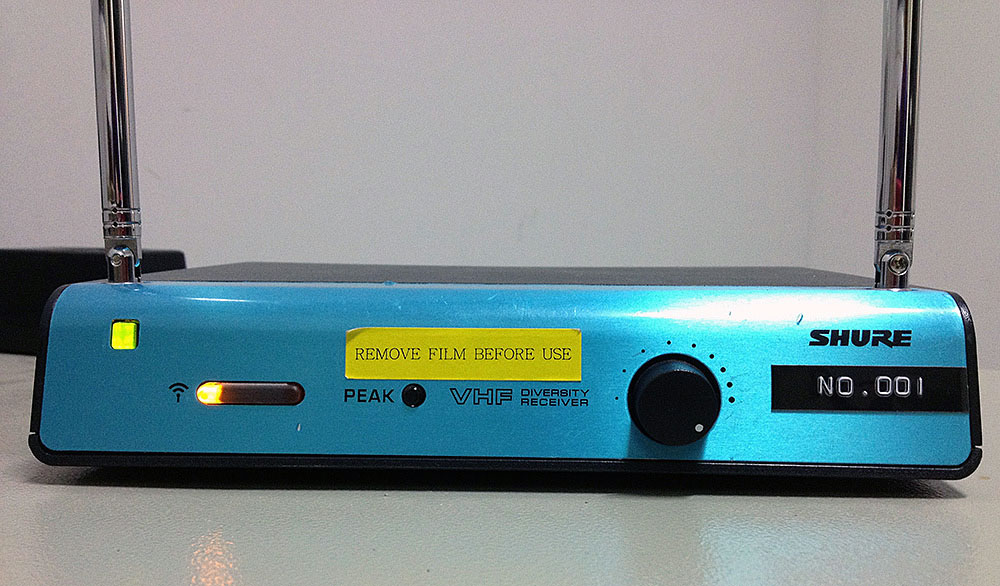 REMOVE FILM BEFORE USE
PEAK
VHF DIVERSITY
RECEIVER
SHURE
NO.001